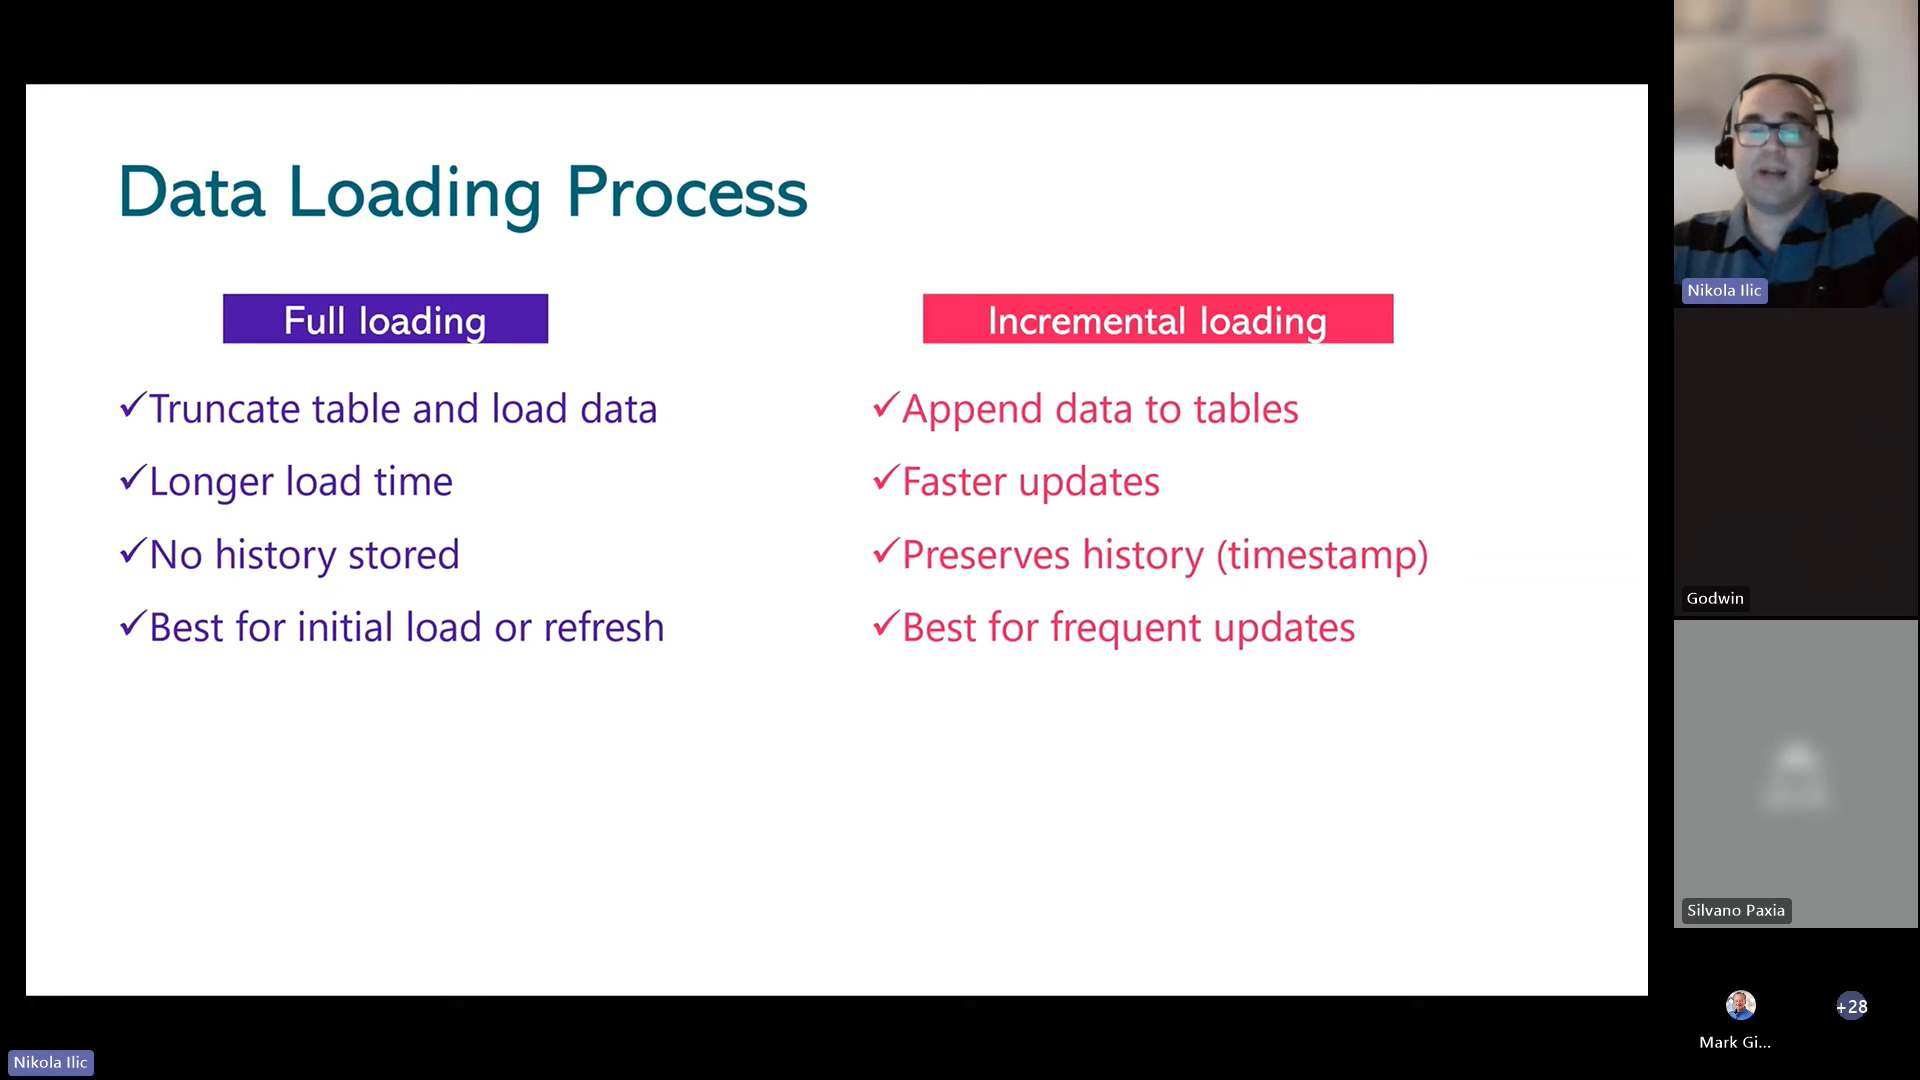 Data Loading Process
Full loading
✓Truncate table and load data
✓Longer load time
✓No history stored
✓Best for initial load or refresh
Incremental loading
✓Append data to tables
✓Faster updates
✓Preserves history (timestamp)
✓Best for frequent updates
Nikola Ilic
Godwin
Silvano Paxia
Mark Gi...
+28
Nikola Ilic